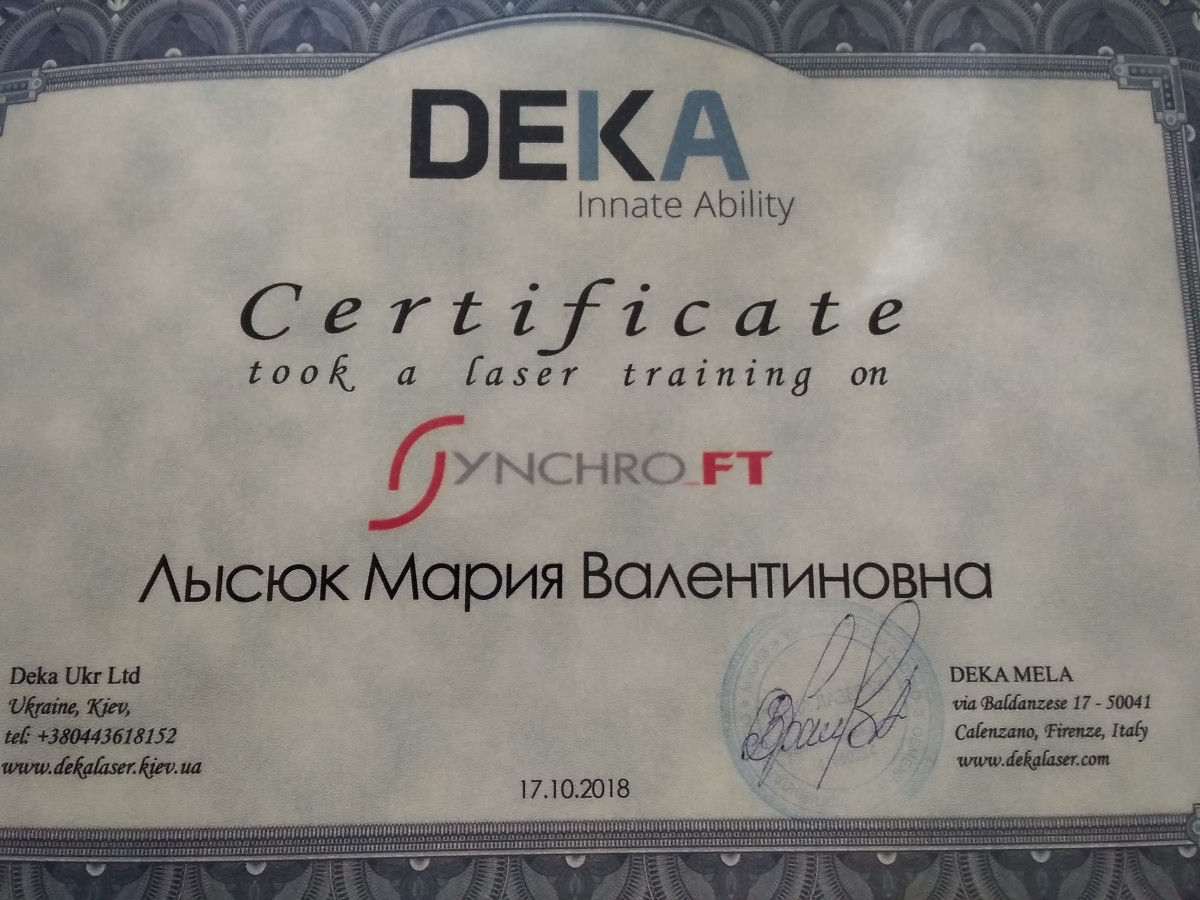 DEKA
Innate Ability
Certificate
took a laser training on
SYNCHRO_FT
Лысюк Мария Валентиновна
Deka Ukr Ltd
Ukraine, Kiev,
tel: +380443618152
www.dekalaser.kiev.ua
DEKA MELA
via Baldanzese 17 - 50041
Calenzano, Firenze, Italy
www.dekalaser.com
17.10.2018